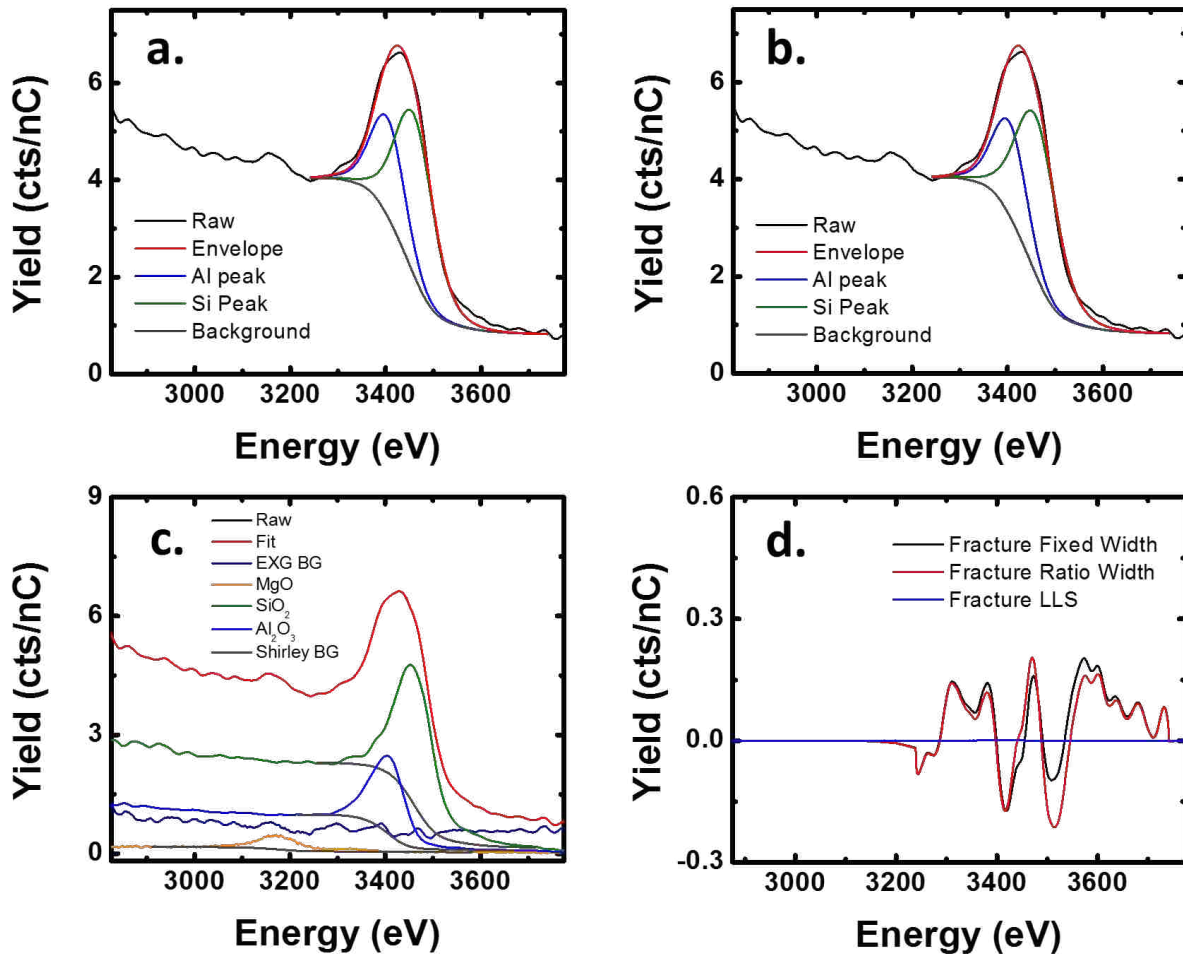 a.
Yield (cts/nC)
6
4
2
0
Raw
Envelope
Al peak
Si Peak
Background
3000 3200 3400 3600
Energy (eV)
b.
Yield (cts/nC)
6
4
2
0
Raw
Envelope
Al peak
Si Peak
Background
3000 3200 3400 3600
Energy (eV)
c.
Yield (cts/nC)
9
6
3
0
Raw
Fit
EXG BG
MgO
SiO₂
Al₂O₃
Shirley BG
3000 3200 3400 3600
Energy (eV)
d.
Yield (cts/nC)
0.6
0.3
0.0
-0.3
Fracture Fixed Width
Fracture Ratio Width
Fracture LLS
3000 3200 3400 3600
Energy (eV)